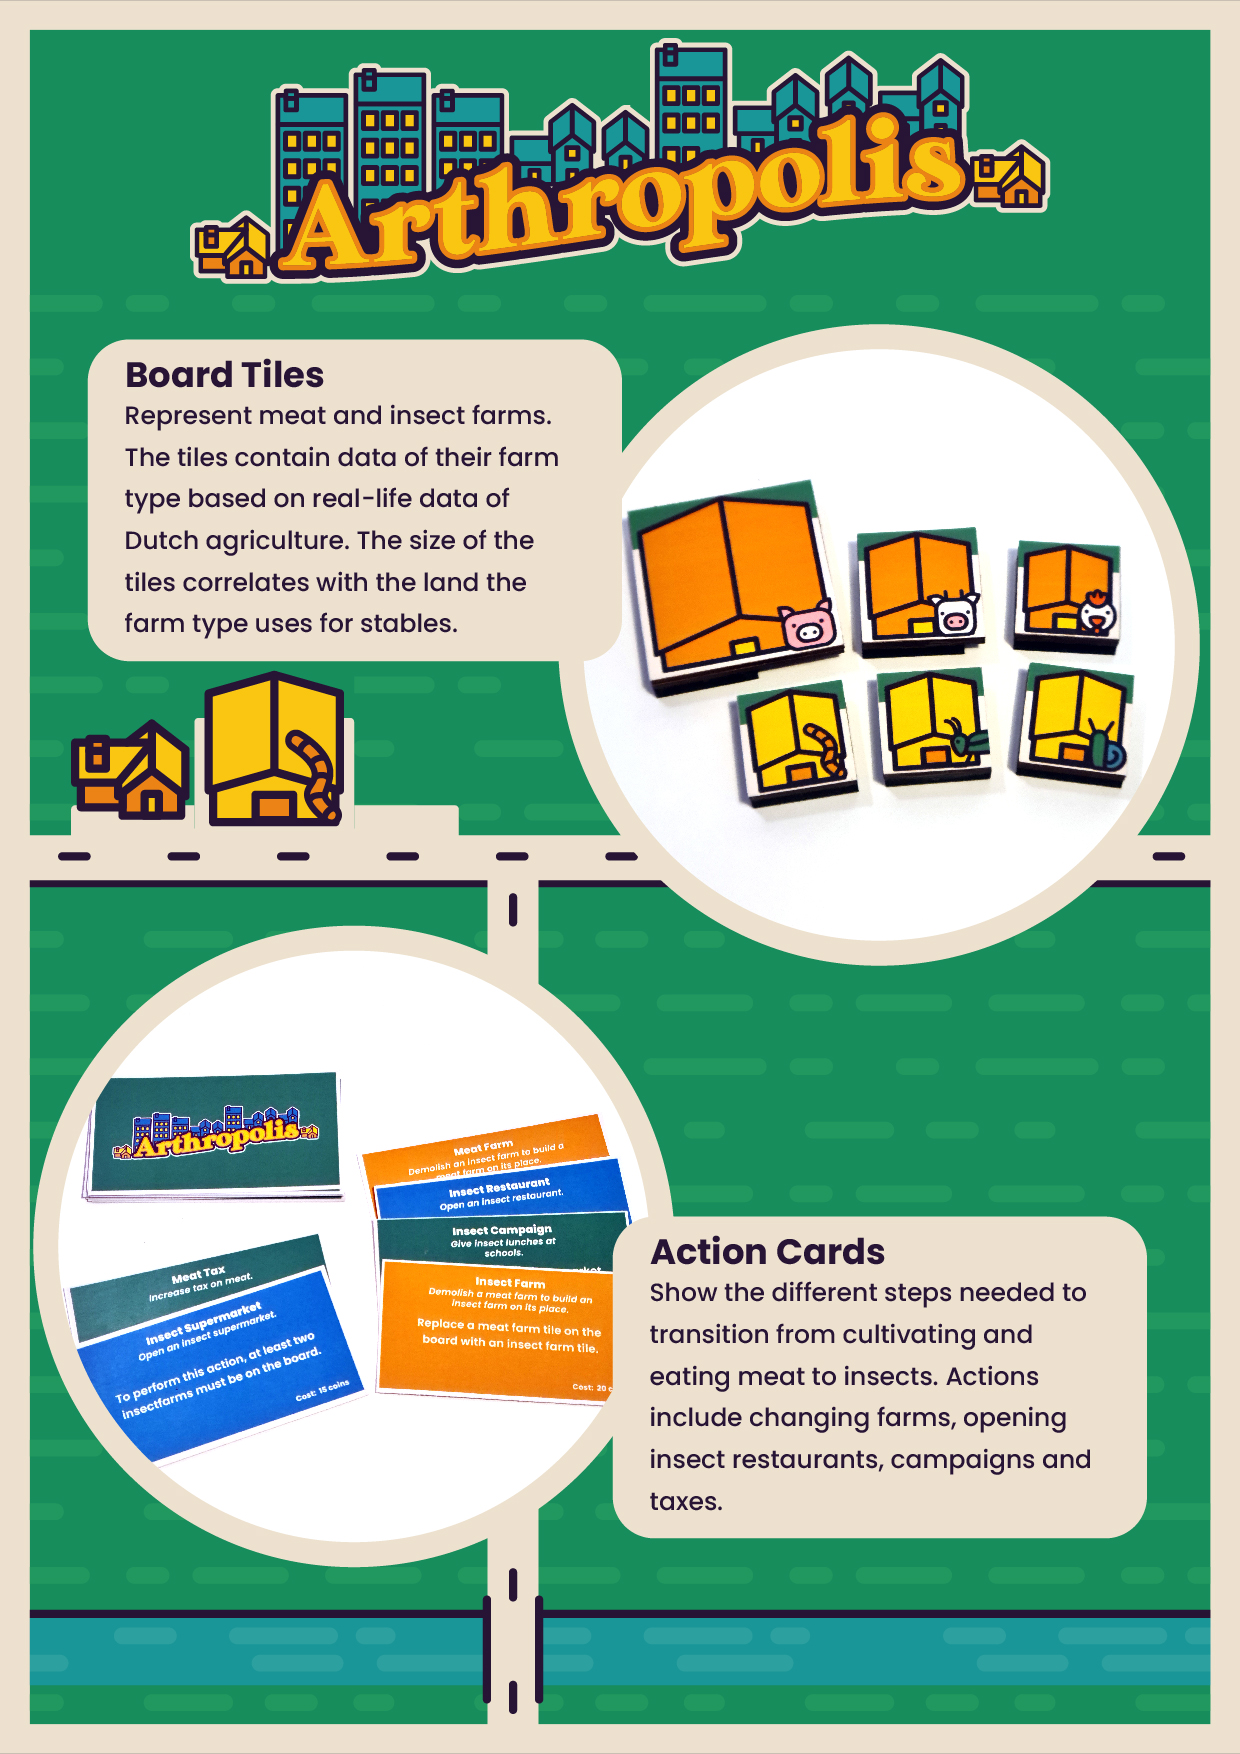 Arthropolis
Board Tiles
Represent meat and insect farms.
The tiles contain data of their farm
type based on real-life data of
Dutch agriculture. The size of the
tiles correlates with the land the
farm type uses for stables.
Arthropolis
Meat Farm
Demolish an insect farm to build a
meat farm on its place.
Insect Restaurant
Open an insect restaurant.
Insect Campaign
Give insect lunches at
schools.
Insect Farm
Demolish a meat farm to build an
insect farm on its place.
Replace a meat farm tile on the
board with an insect farm tile.
Cost: 20
Meat Tax
Increase tax on meat.
Insect Supermarket
Open an insect supermarket.
To perform this action, at least two
insectfarms must be on the board.
Cost: 15 coins
Action Cards
Show the different steps needed to
transition from cultivating and
eating meat to insects. Actions
include changing farms, opening
insect restaurants, campaigns and
taxes.